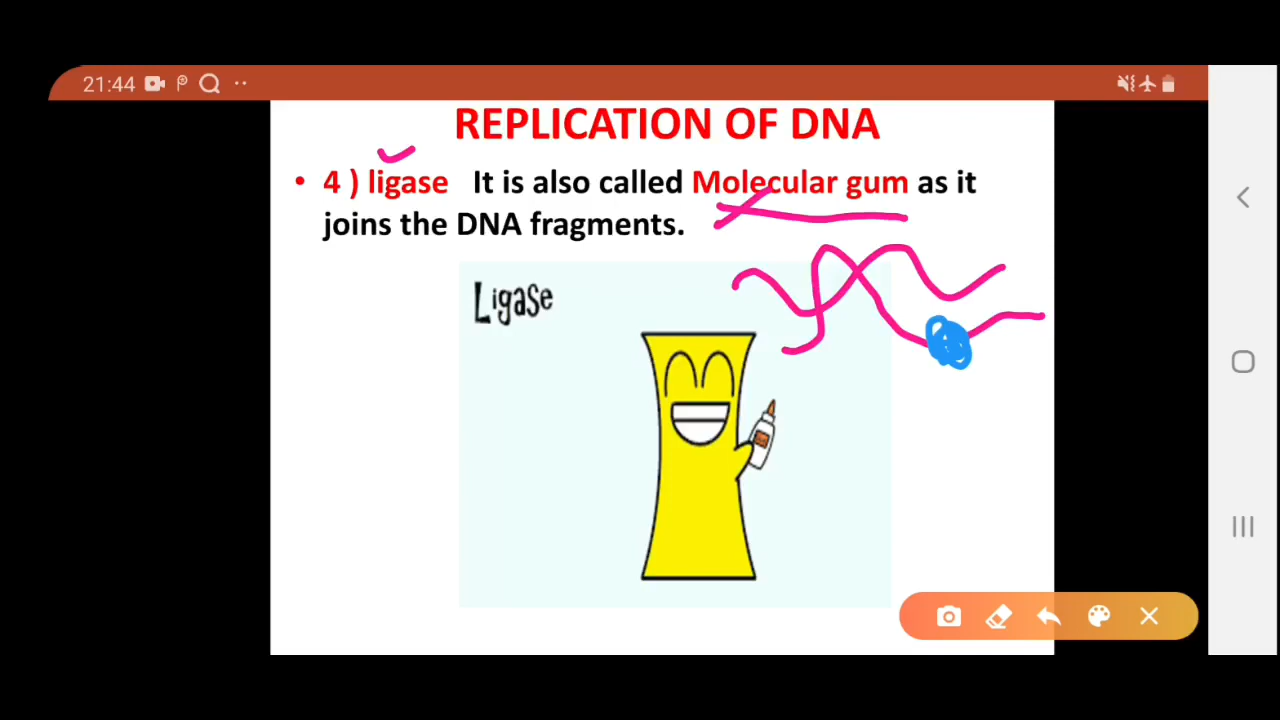 21:44
REPLICATION OF DNA
• 4 ) ligase It is also called Molecular gum as it
joins the DNA fragments.
Ligase